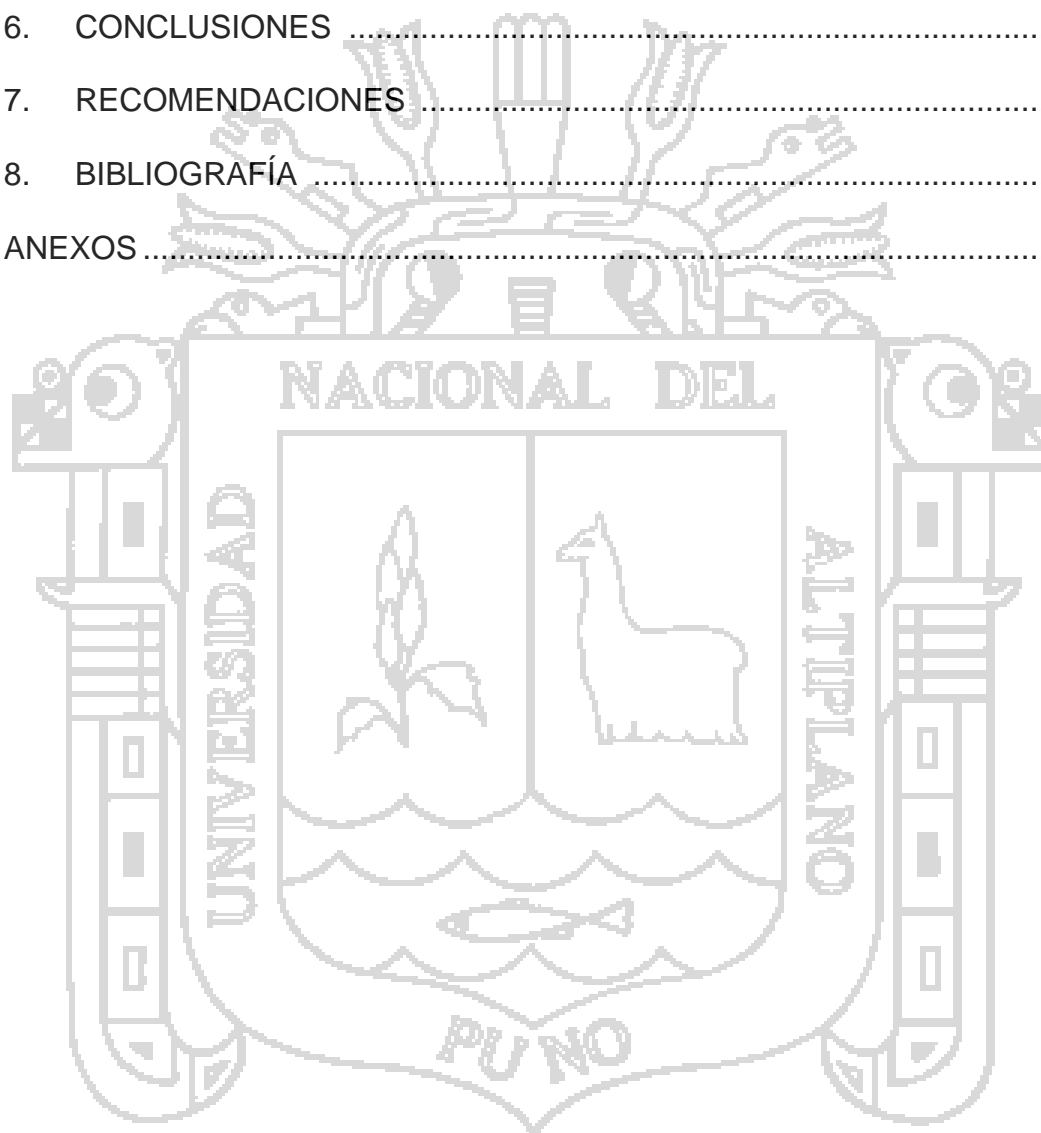 6. CONCLUSIONES ...............................................................................
7. RECOMENDACIONES .......................................................................
8. BIBLIOGRAFÍA ...................................................................................
ANEXOS .....................................................................................................
NACIONAL DEL
UNIVERSIDAD
ALTIPLANO
PUNO